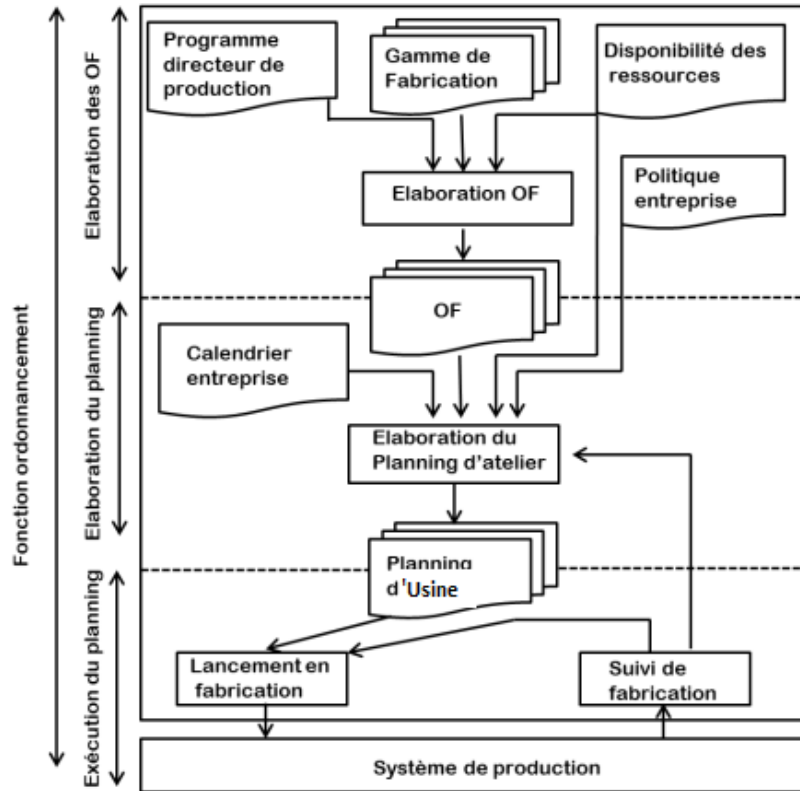 Fonction ordonnancement
Elaboration des OF
Elaboration du planning
Exécution du planning
Programme
directeur de
production
Gamme de
Fabrication
Disponibilité des
ressources
Politique
entreprise
Elaboration OF
OF
Calendrier
entreprise
Elaboration du
Planning d'atelier
Planning
d'Usine
Lancement en
fabrication
Suivi de
fabrication
Système de production